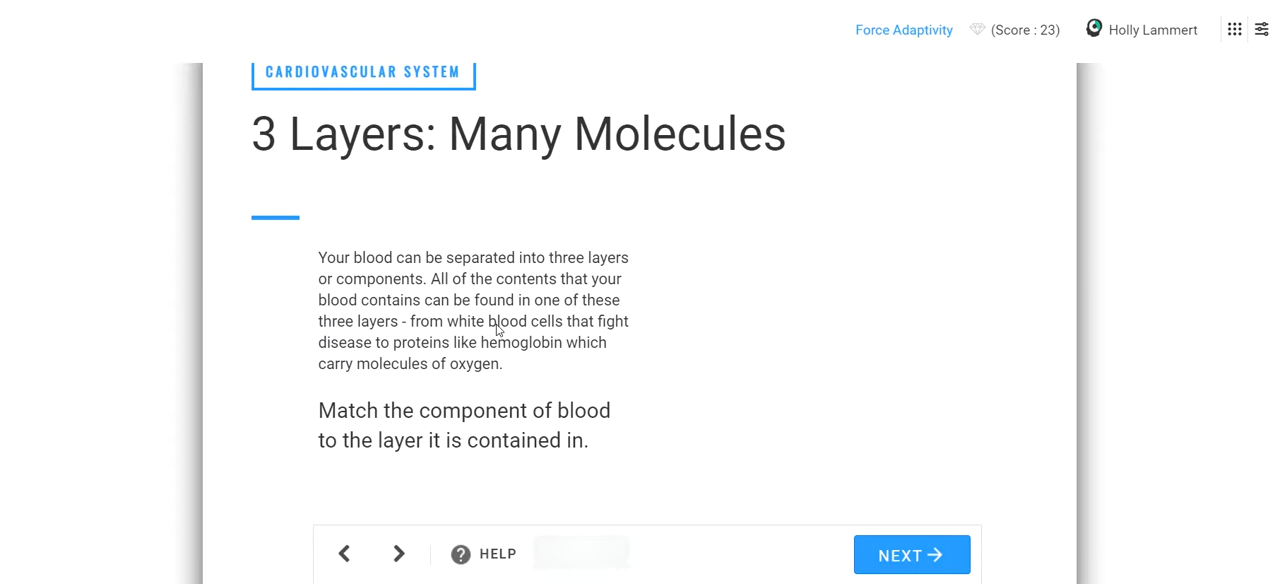 Force Adaptivity (Score : 23) Holly Lammert
CARDIOVASCULAR SYSTEM
3 Layers: Many Molecules
Your blood can be separated into three layers
or components. All of the contents that your
blood contains can be found in one of these
three layers - from white blood cells that fight
disease to proteins like hemoglobin which
carry molecules of oxygen.
Match the component of blood
to the layer it is contained in.
HELP
NEXT